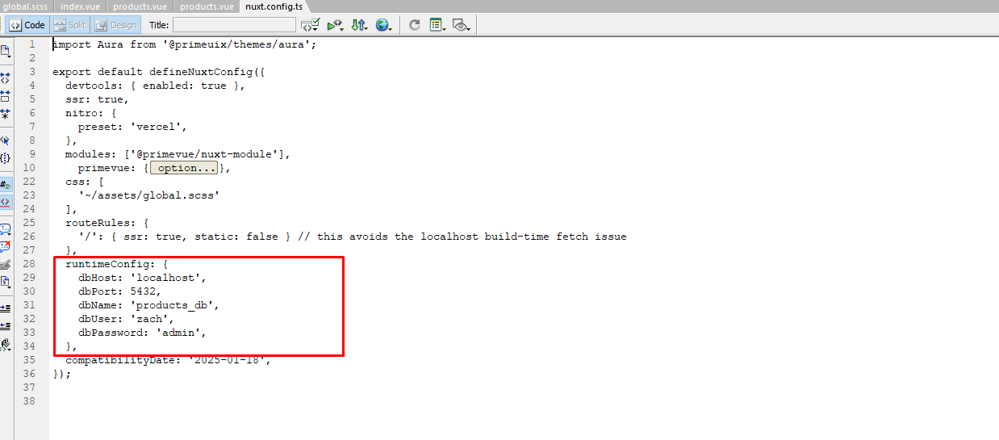 global.scss index.vue products.vue products.vue nuxt.config.ts
Code Split Design Title:
1 import Aura from '@primeuix/themes/aura';
2
3 export default defineNuxtConfig({
4 devtools: { enabled: true },
5 ssr: true,
6 nitro: {
7 preset: 'vercel',
8 },
9 modules: ['@primevue/nuxt-module'],
10 primevue: { option... },
22 css: [
23 '~/assets/global.scss'
24 ],
25 routeRules: {
26 '/': { ssr: true, static: false } // this avoids the localhost build-time fetch issue
27 },
28 runtimeConfig: {
29 dbHost: 'localhost',
30 dbPort: 5432,
31 dbName: 'products_db',
32 dbUser: 'zach',
33 dbPassword: 'admin',
34 },
35 compatibilityDate: '2025-01-18',
36 });
37
38